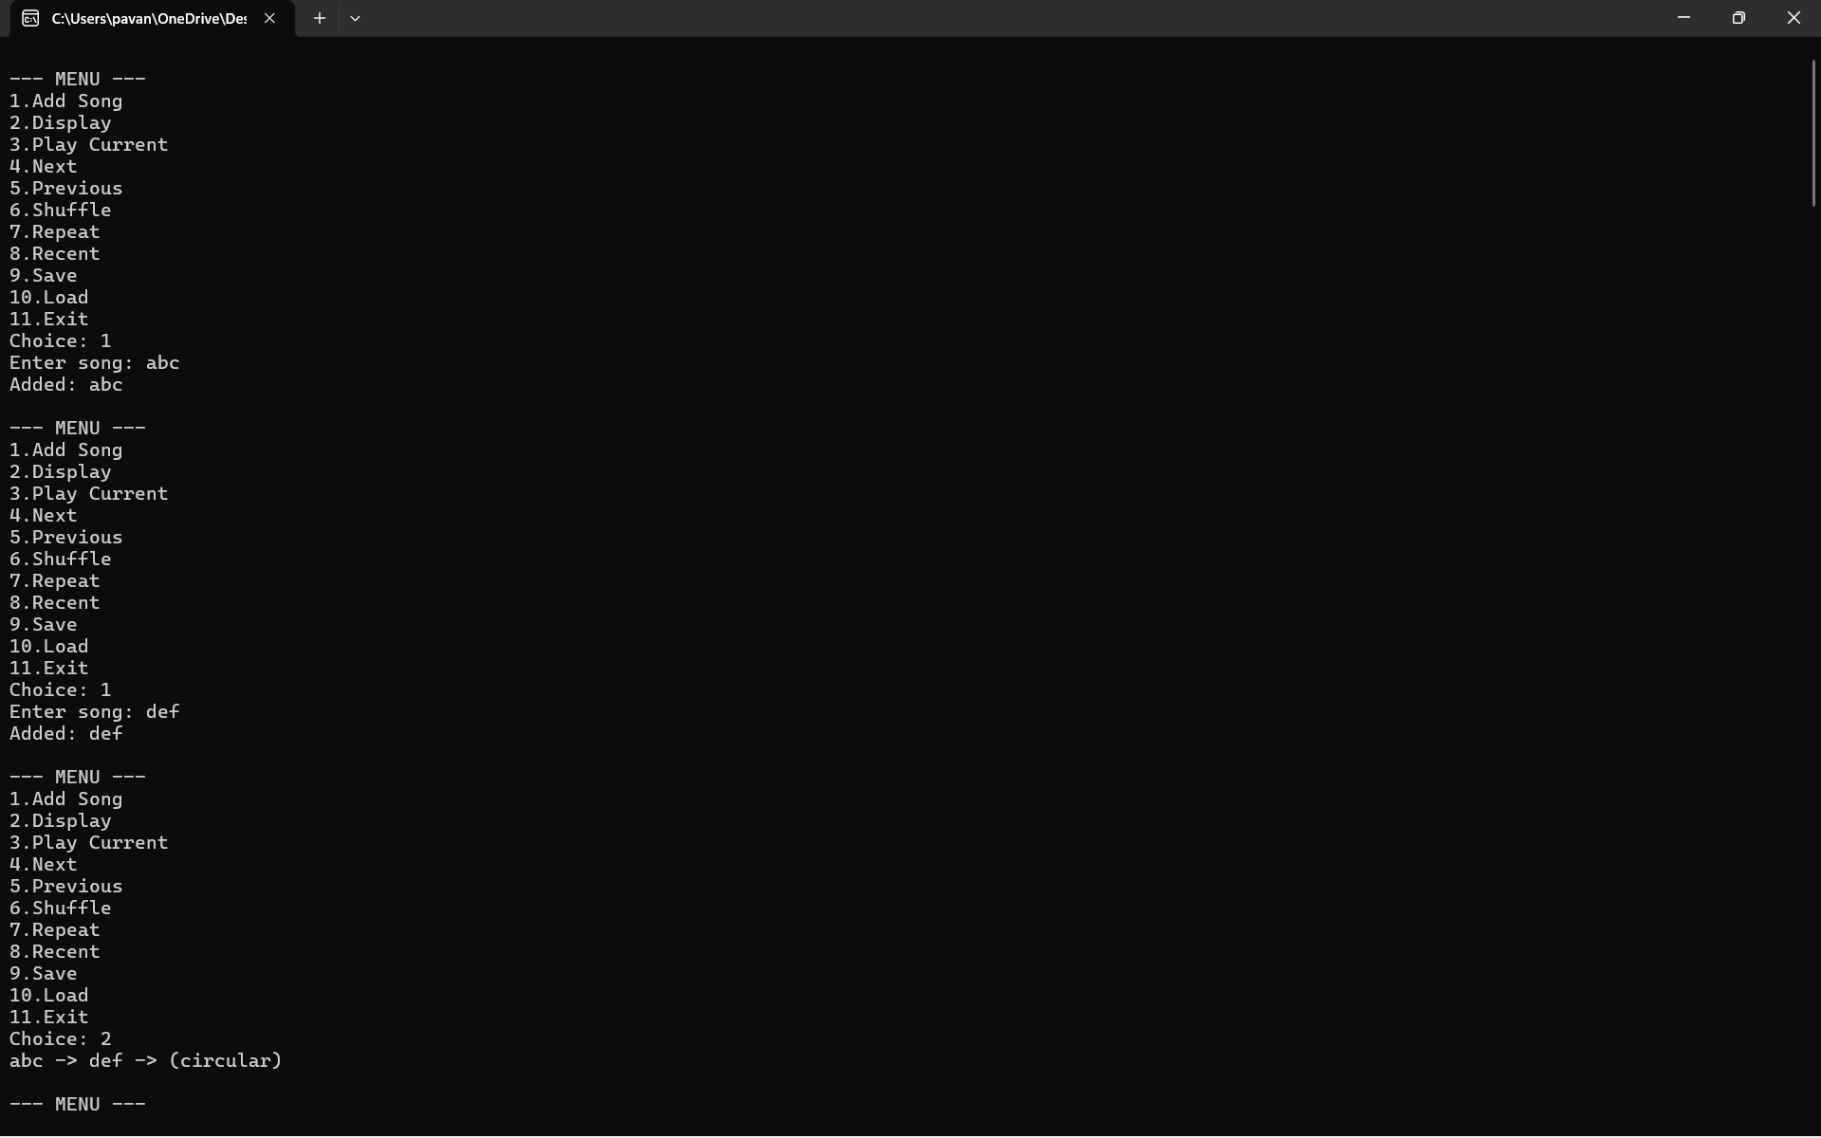 C:\Users\pavan\OneDrive\Des
--- MENU ---
1.Add Song
2.Display
3.Play Current
4.Next
5.Previous
6.Shuffle
7.Repeat
8.Recent
9.Save
10.Load
11.Exit
Choice: 1
Enter song: abc
Added: abc
--- MENU ---
1.Add Song
2.Display
3.Play Current
4.Next
5.Previous
6.Shuffle
7.Repeat
8.Recent
9.Save
10.Load
11.Exit
Choice: 1
Enter song: def
Added: def
--- MENU ---
1.Add Song
2.Display
3.Play Current
4.Next
5.Previous
6.Shuffle
7.Repeat
8.Recent
9.Save
10.Load
11.Exit
Choice: 2
abc -> def -> (circular)
--- MENU ---